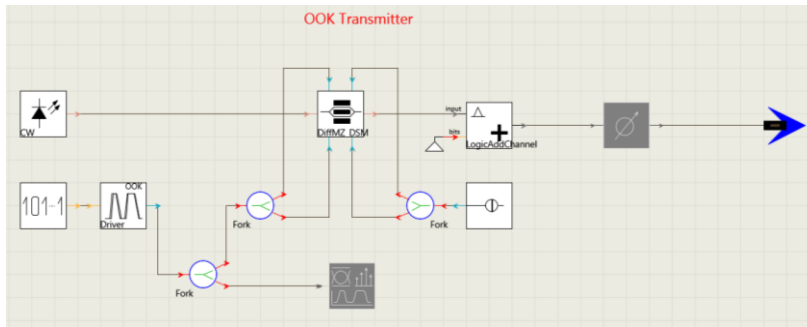 OOK Transmitter
CW
DiffMZ_DSM
input
bits
LogicAddChannel
101-1
OOK
Driver
Fork
Fork
Fork